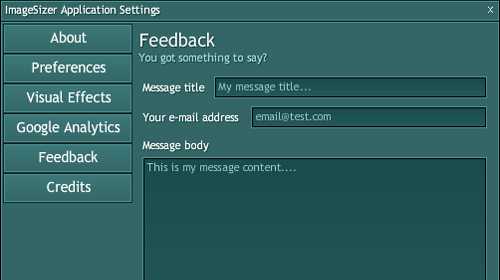 ImageSizer Application Settings x
About
Preferences
Visual Effects
Google Analytics
Feedback
Credits
Feedback
You got something to say?
Message title My message title...
Your e-mail address email@test.com
Message body
This is my message content....